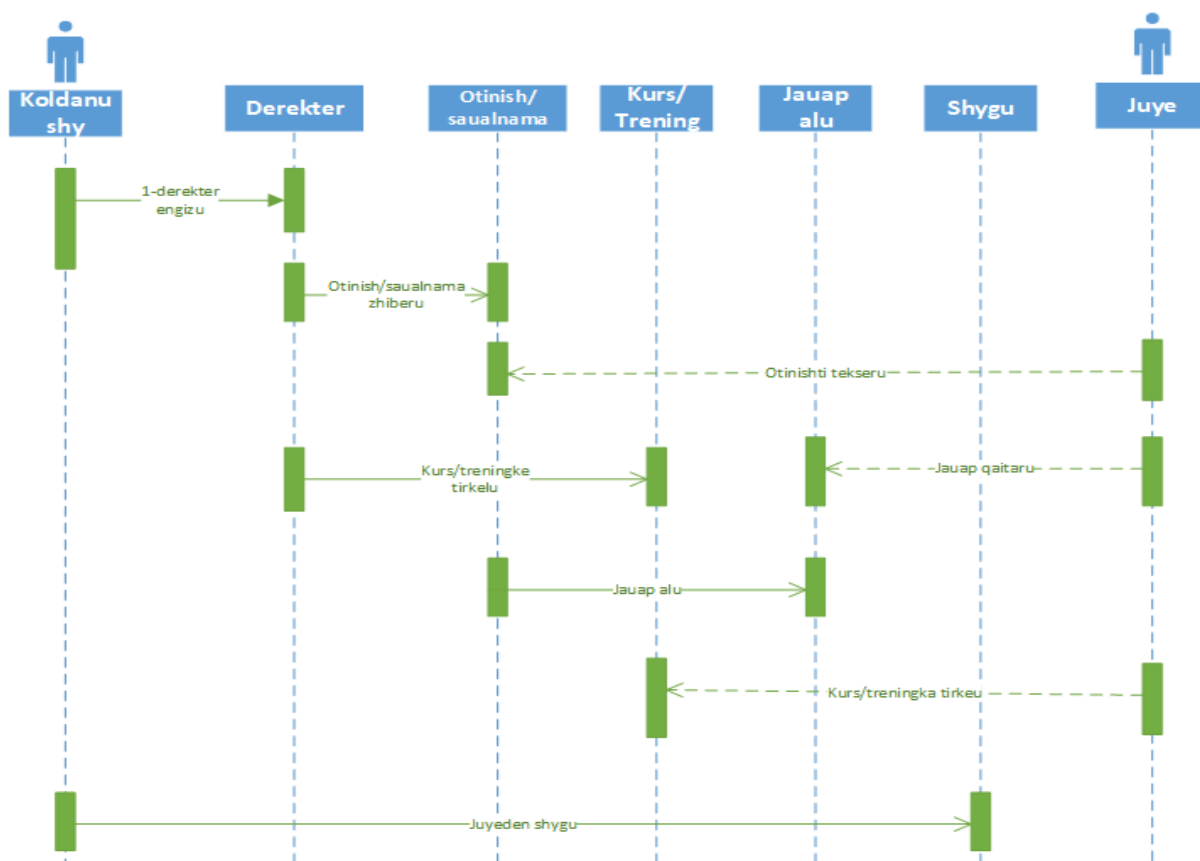 Koldanu
shy
Derekter
Otinish/
saualnama
Kurs/
Trening
Jauap
alu
Shygu
Juye
1-derekter
engizu
Otinish/saualnama
zhiberu
Otinishti tekseru
Kurs/treningke
tirkelu
Jauap qaitaru
Jauap alu
Kurs/treningka tirkeu
Juyeden shygu